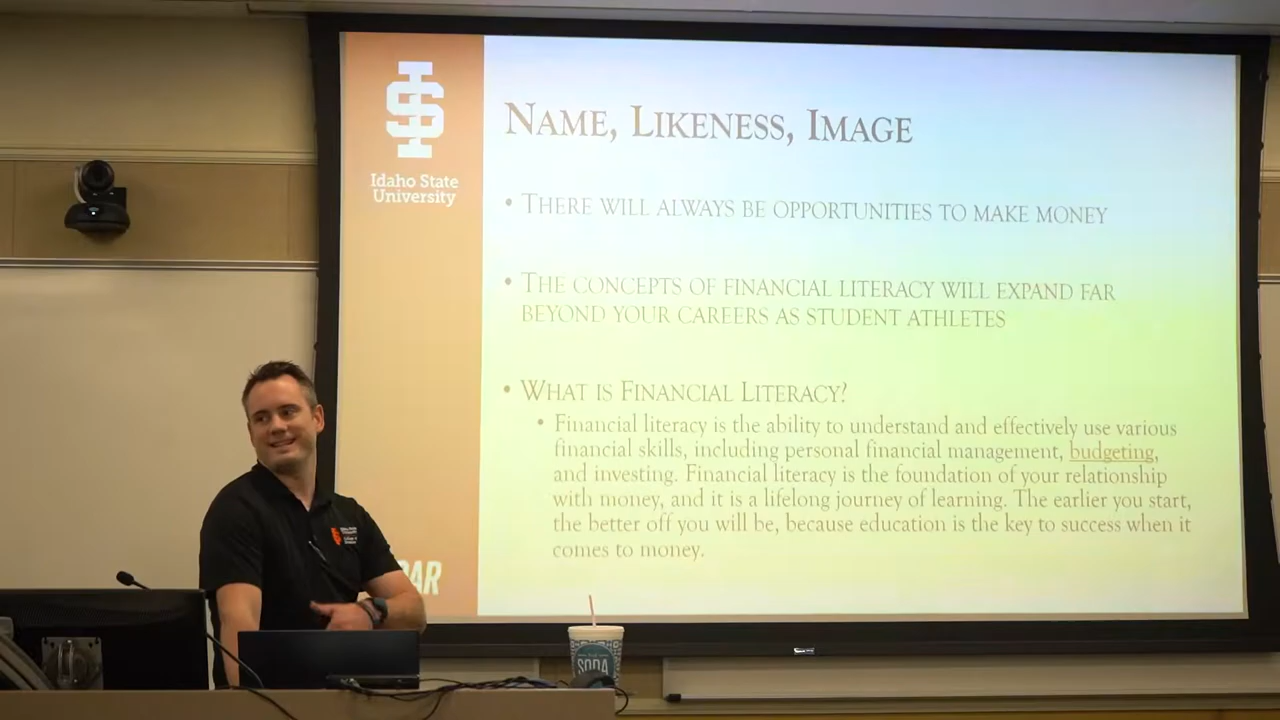 Idaho State
University
NAME, LIKENESS, IMAGE
• THERE WILL ALWAYS BE OPPORTUNITIES TO MAKE MONEY
• THE CONCEPTS OF FINANCIAL LITERACY WILL EXPAND FAR
BEYOND YOUR CAREERS AS STUDENT ATHLETES
• WHAT IS FINANCIAL LITERACY?
• Financial literacy is the ability to understand and effectively use various
financial skills, including personal financial management, budgeting,
and investing. Financial literacy is the foundation of your relationship
with money, and it is a lifelong journey of learning. The earlier you start,
the better off you will be, because education is the key to success when it
comes to money.
SODA